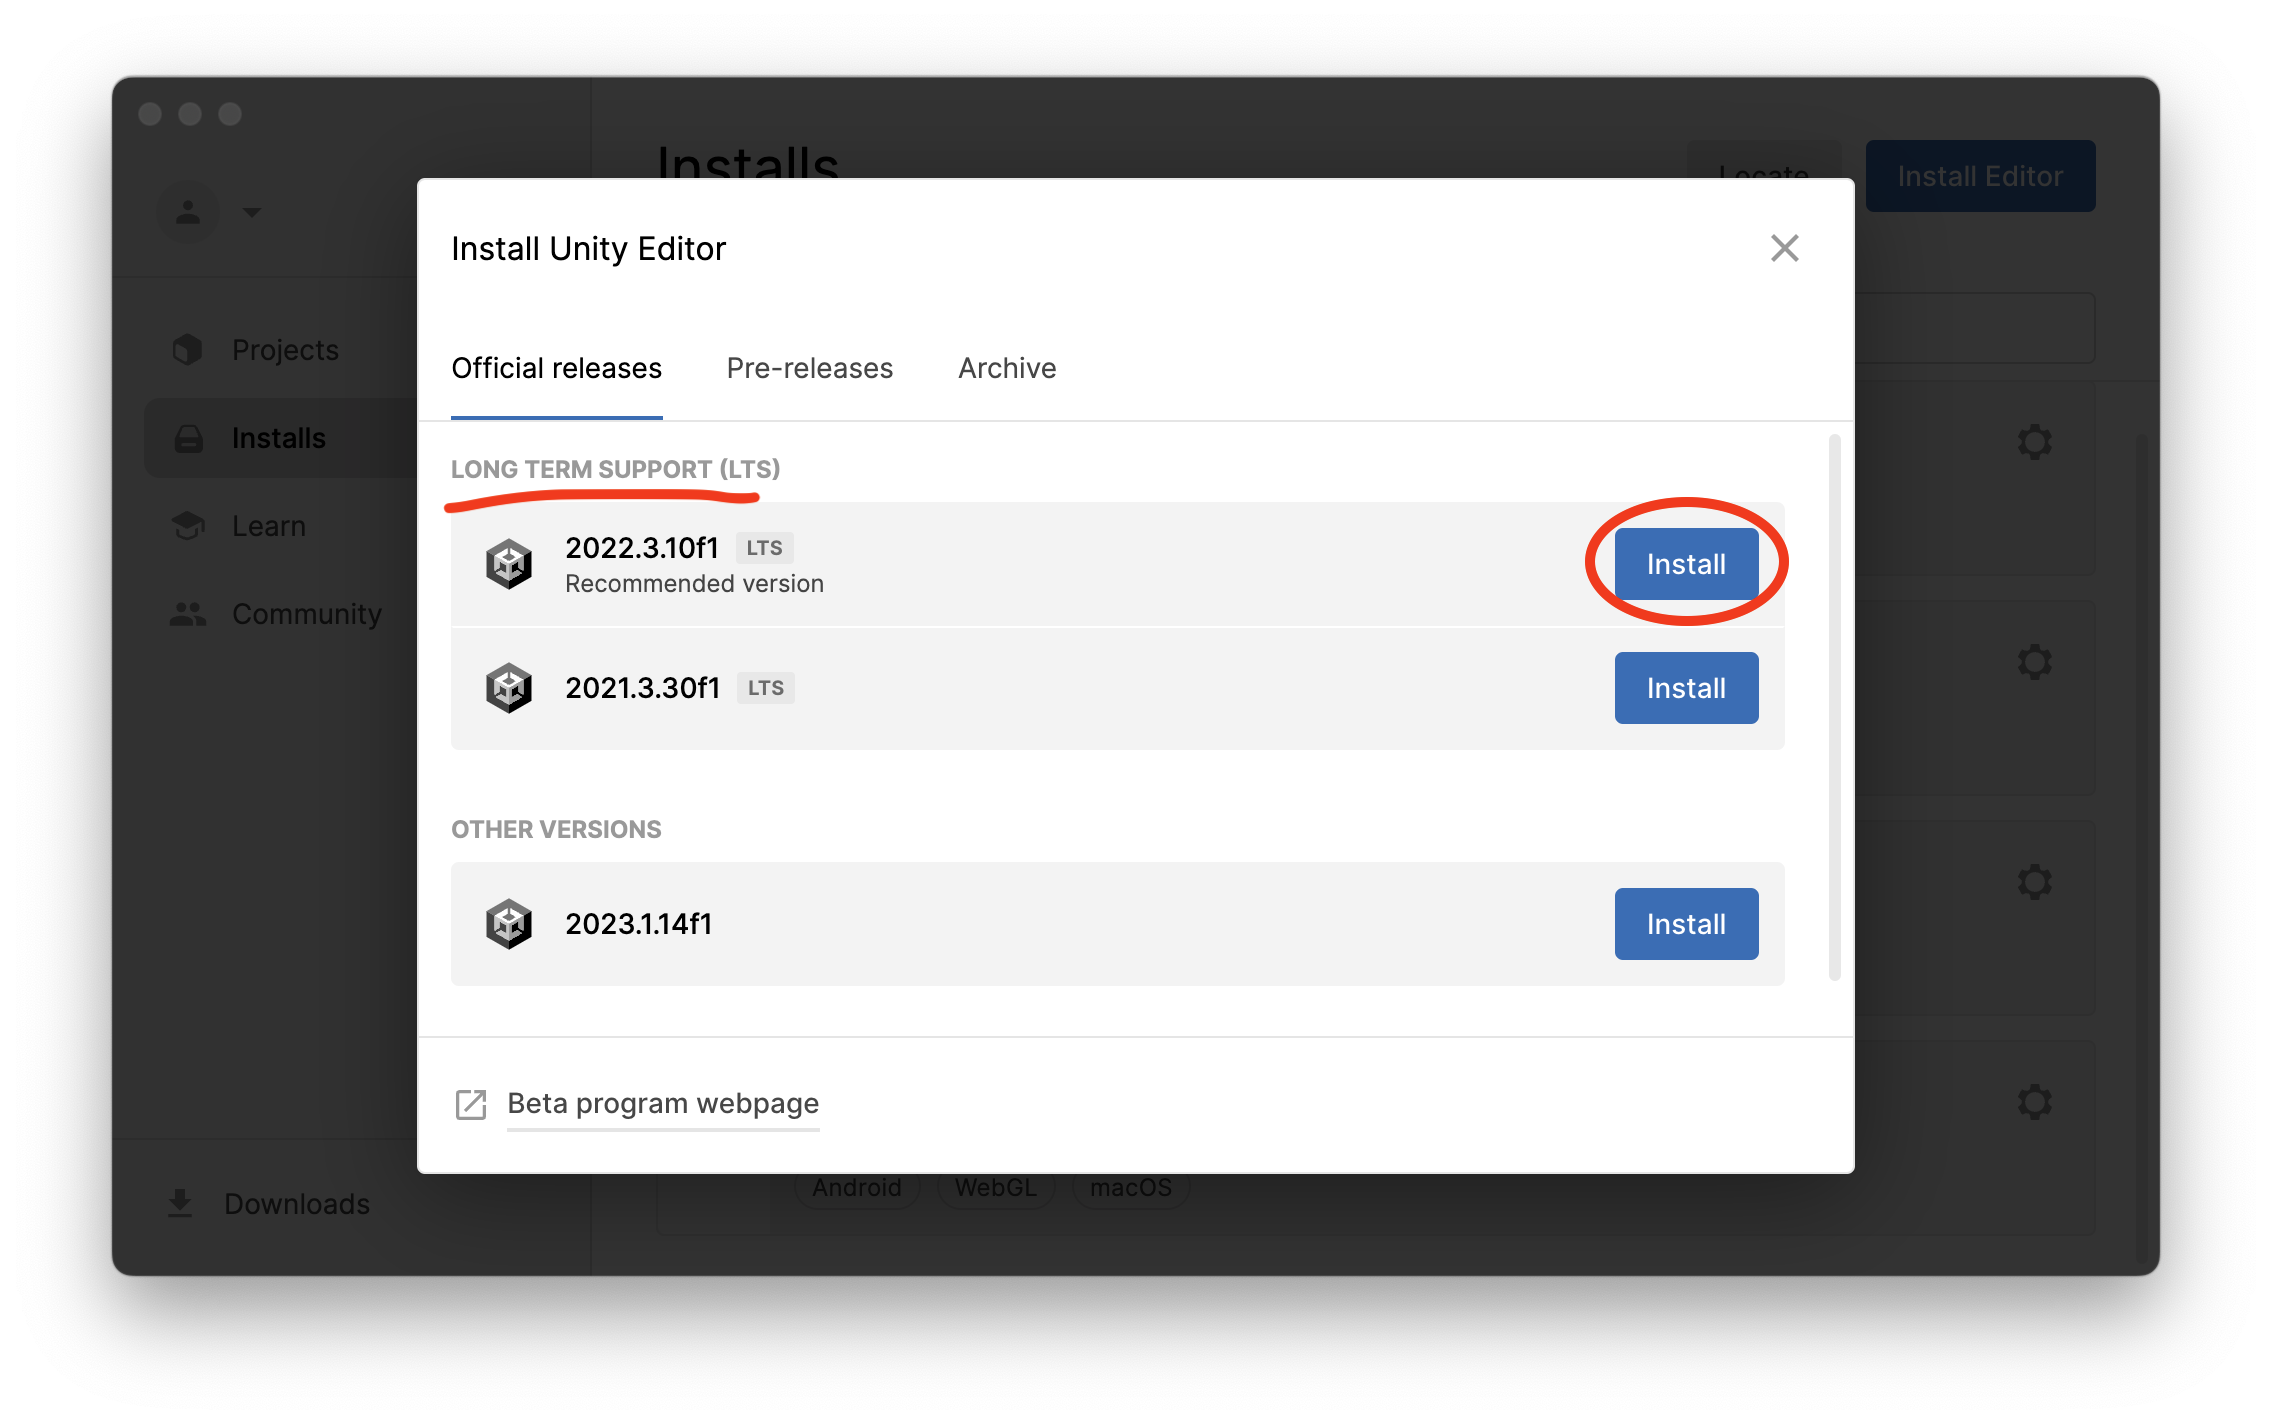 Installs
Locate
Install Editor
Projects
Installs
Learn
Community
Downloads
Install Unity Editor
Official releases
Pre-releases
Archive
LONG TERM SUPPORT (LTS)
2022.3.10f1 LTS
Recommended version
Install
2021.3.30f1 LTS
Install
OTHER VERSIONS
2023.1.14f1
Install
Beta program webpage
Android
WebGL
macOS